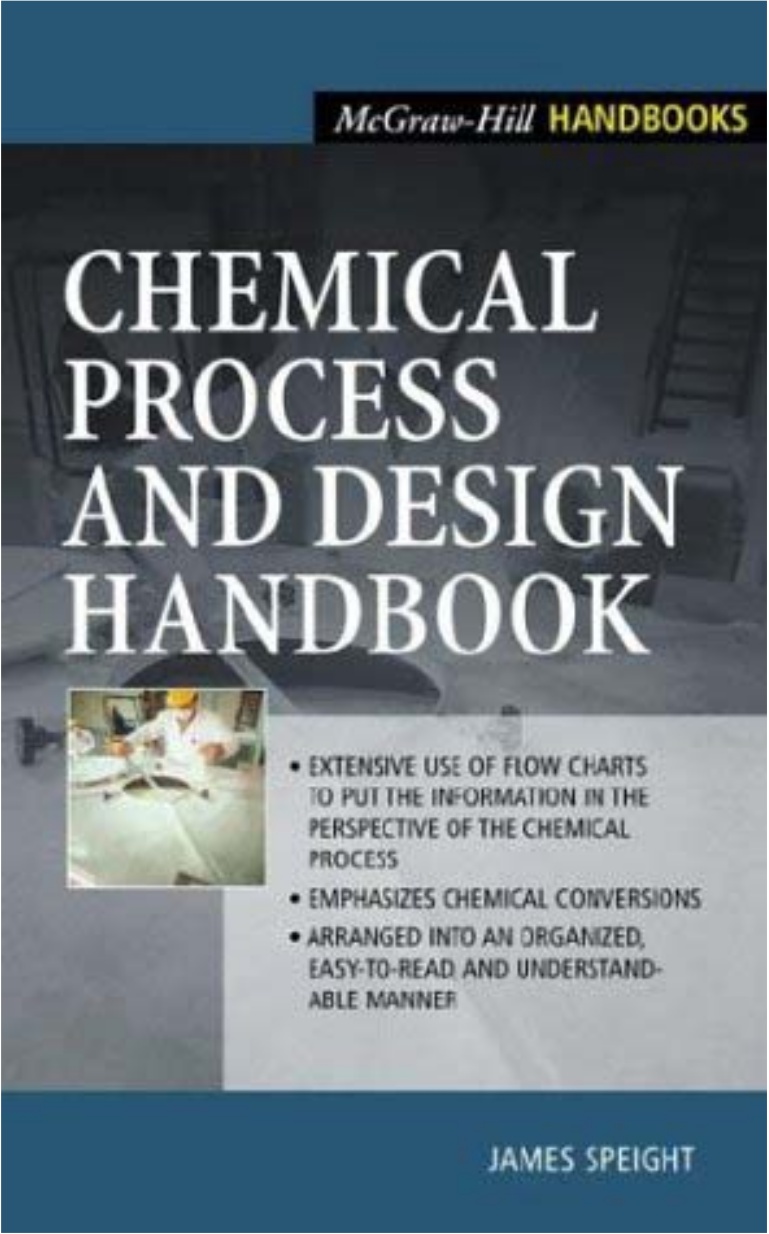 McGraw-Hill HANDBOOKS
CHEMICAL
PROCESS
AND DESIGN
HANDBOOK
• EXTENSIVE USE OF FLOW CHARTS
TO PUT THE INFORMATION IN THE
PERSPECTIVE OF THE CHEMICAL
PROCESS
• EMPHASIZES CHEMICAL CONVERSIONS
• ARRANGED INTO AN ORGANIZED,
EASY-TO-READ AND UNDERSTAND-
ABLE MANNER
JAMES SPEIGHT